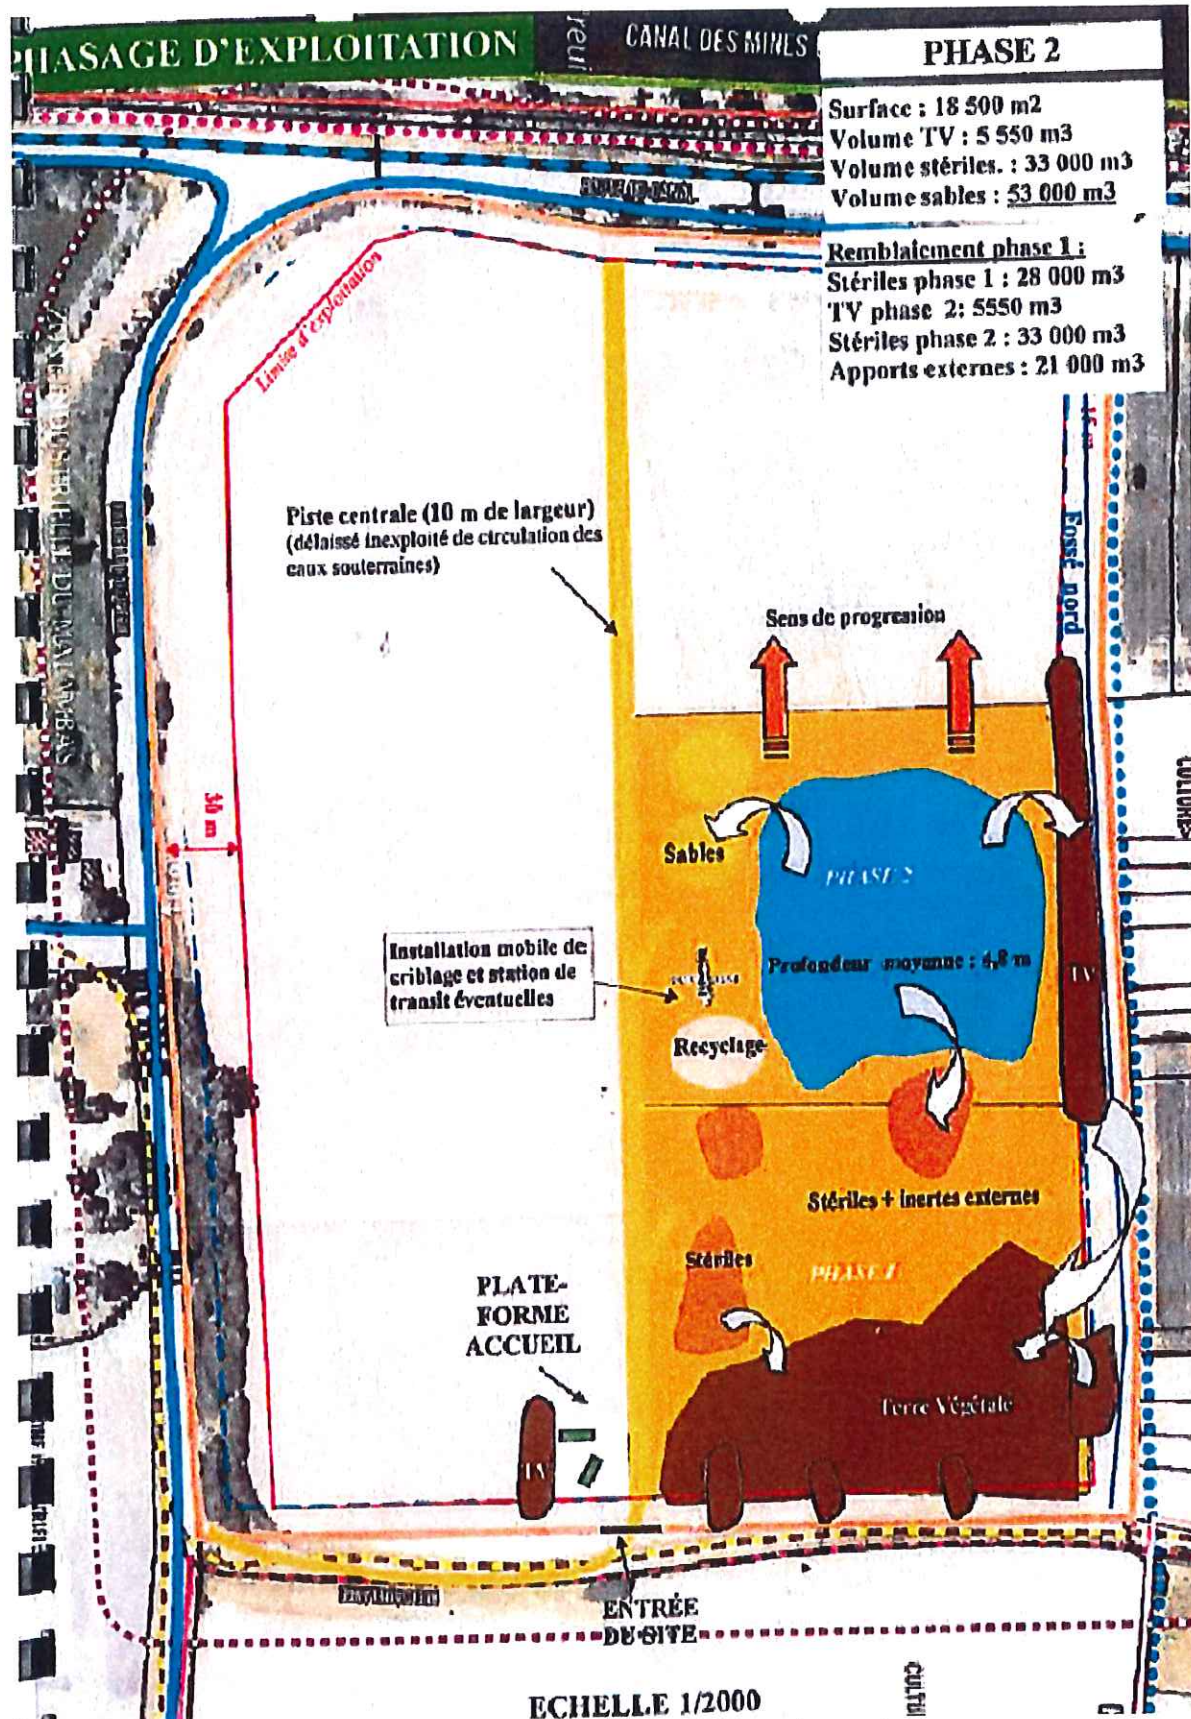 PHASAGE D'EXPLOITATION
CANAL DES MINES
PHASE 2
Surface : 18 500 m2
Volume TV : 5 550 m3
Volume stériles. : 33 000 m3
Volume sables : 53 000 m3
Remblaiement phase 1 :
Stériles phase 1 : 28 000 m3
TV phase 2: 5550 m3
Stériles phase 2 : 33 000 m3
Apports externes : 21 000 m3
Limite d'exploitation
Piste centrale (10 m de largeur)
(délaissé inexploité de circulation des
eaux souterraines)
Fossé nord
Sens de progression
30 m
Sables
PHASE 2
Installation mobile de
criblage et station de
transit éventuelles
Profondeur moyenne : 4,8 m
TV
Recyclage
Stériles + inertes externes
Stériles
PHASE 1
PLATE-
FORME
ACCUEIL
Terre Végétale
TV
ENTRÉE
DU SITE
ECHELLE 1/2000